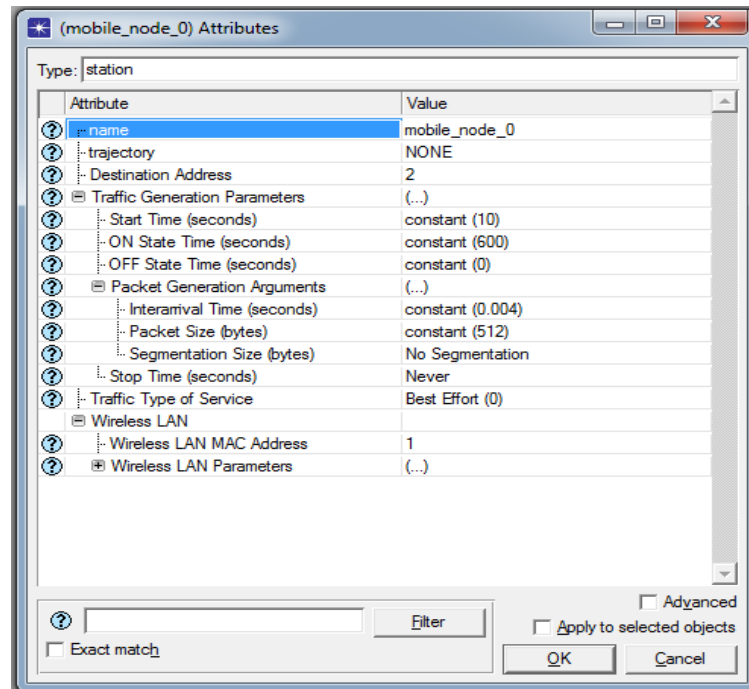 (mobile_node_0) Attributes
Type: station
Attribute Value
name mobile_node_0
trajectory NONE
Destination Address 2
Traffic Generation Parameters (...)
Start Time (seconds) constant (10)
ON State Time (seconds) constant (600)
OFF State Time (seconds) constant (0)
Packet Generation Arguments (...)
Interarrival Time (seconds) constant (0.004)
Packet Size (bytes) constant (512)
Segmentation Size (bytes) No Segmentation
Stop Time (seconds) Never
Traffic Type of Service Best Effort (0)
Wireless LAN
Wireless LAN MAC Address 1
Wireless LAN Parameters (...)
Advanced
Filter
Apply to selected objects
Exact match
OK Cancel